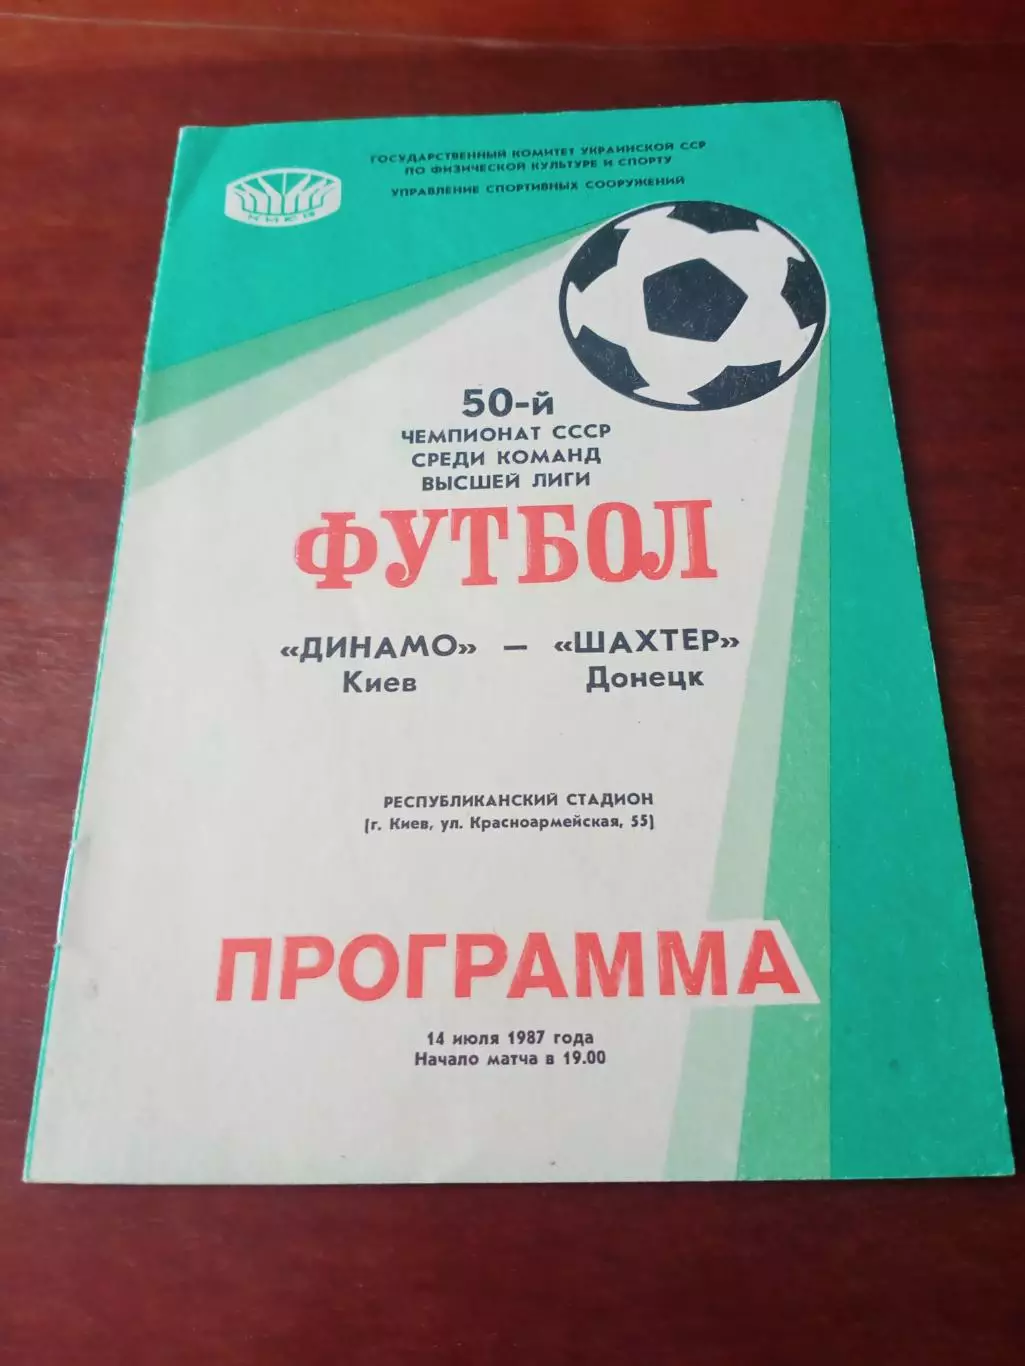 ГОСУДАРСТВЕННЫЙ КОМИТЕТ УКРАИНСКОЙ ССР
ПО ФИЗИЧЕСКОЙ КУЛЬТУРЕ И СПОРТУ
УПРАВЛЕНИЕ СПОРТИВНЫХ СООРУЖЕНИЙ
КИЕВ
50-й
ЧЕМПИОНАТ СССР
СРЕДИ КОМАНД
ВЫСШЕЙ ЛИГИ
ФУТБОЛ
«ДИНАМО» — «ШАХТЕР»
Киев Донецк
РЕСПУБЛИКАНСКИЙ СТАДИОН
(г. Киев, ул. Красноармейская, 55)
ПРОГРАММА
14 июля 1987 года
Начало матча в 19.00